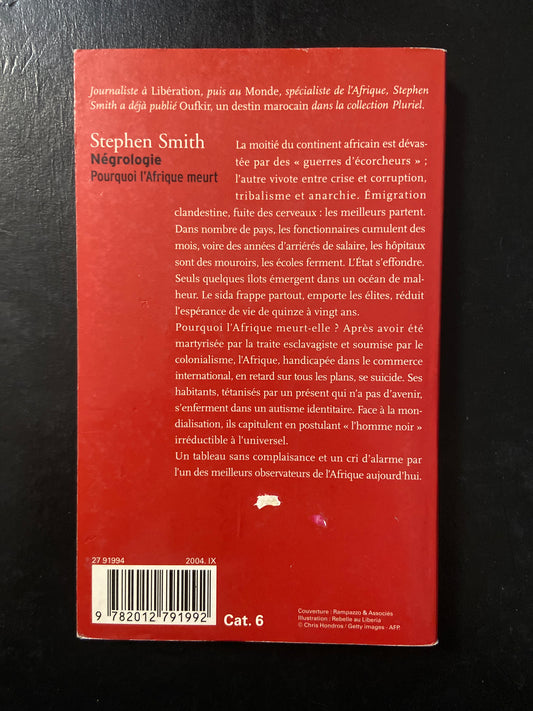 Journaliste à Libération, puis au Monde, spécialiste de l'Afrique, Stephen
Smith a déjà publié Oufkir, un destin marocain dans la collection Pluriel.
Stephen Smith
Négrologie
Pourquoi l'Afrique meurt
La moitié du continent africain est dévas-
tée par des « guerres d'écorcheurs » ;
l'autre vivote entre crise et corruption,
tribalisme et anarchie. Émigration
clandestine, fuite des cerveaux : les meilleurs partent.
Dans nombre de pays, les fonctionnaires cumulent des
mois, voire des années d'arriérés de salaire, les hôpitaux
sont des mouroirs, les écoles ferment. L'État s'effondre.
Seuls quelques îlots émergent dans un océan de mal-
heur. Le sida frappe partout, emporte les élites, réduit
l'espérance de vie de quinze à vingt ans.
Pourquoi l'Afrique meurt-elle ? Après avoir été
martyrisée par la traite esclavagiste et soumise par le
colonialisme, l'Afrique, handicapée dans le commerce
international, en retard sur tous les plans, se suicide. Ses
habitants, tétanisés par un présent qui n'a pas d'avenir,
s'enferment dans un autisme identitaire. Face à la mon-
dialisation, ils capitulent en postulant « l'homme noir »
irréductible à l'universel.
Un tableau sans complaisance et un cri d'alarme par
l'un des meilleurs observateurs de l'Afrique aujourd'hui.
27 91994
2004. IX
9 782012 791992
Cat. 6
Couverture : Rampazzo & Associés
Illustration : Rebelle au Liberia
© Chris Hondros / Getty images - AFP.